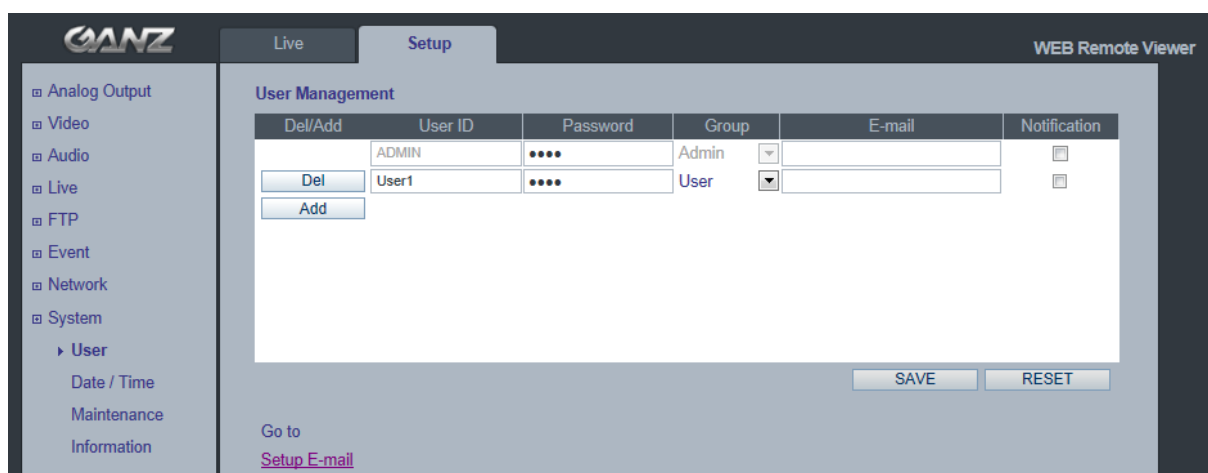 GANZ
Live
Setup
WEB Remote Viewer
Analog Output
Video
Audio
Live
FTP
Event
Network
System
User
Date / Time
Maintenance
Information
User Management
Del/Add User ID Password Group E-mail Notification
ADMIN •••• Admin
Del User1 •••• User
Add
SAVE RESET
Go to
Setup E-mail